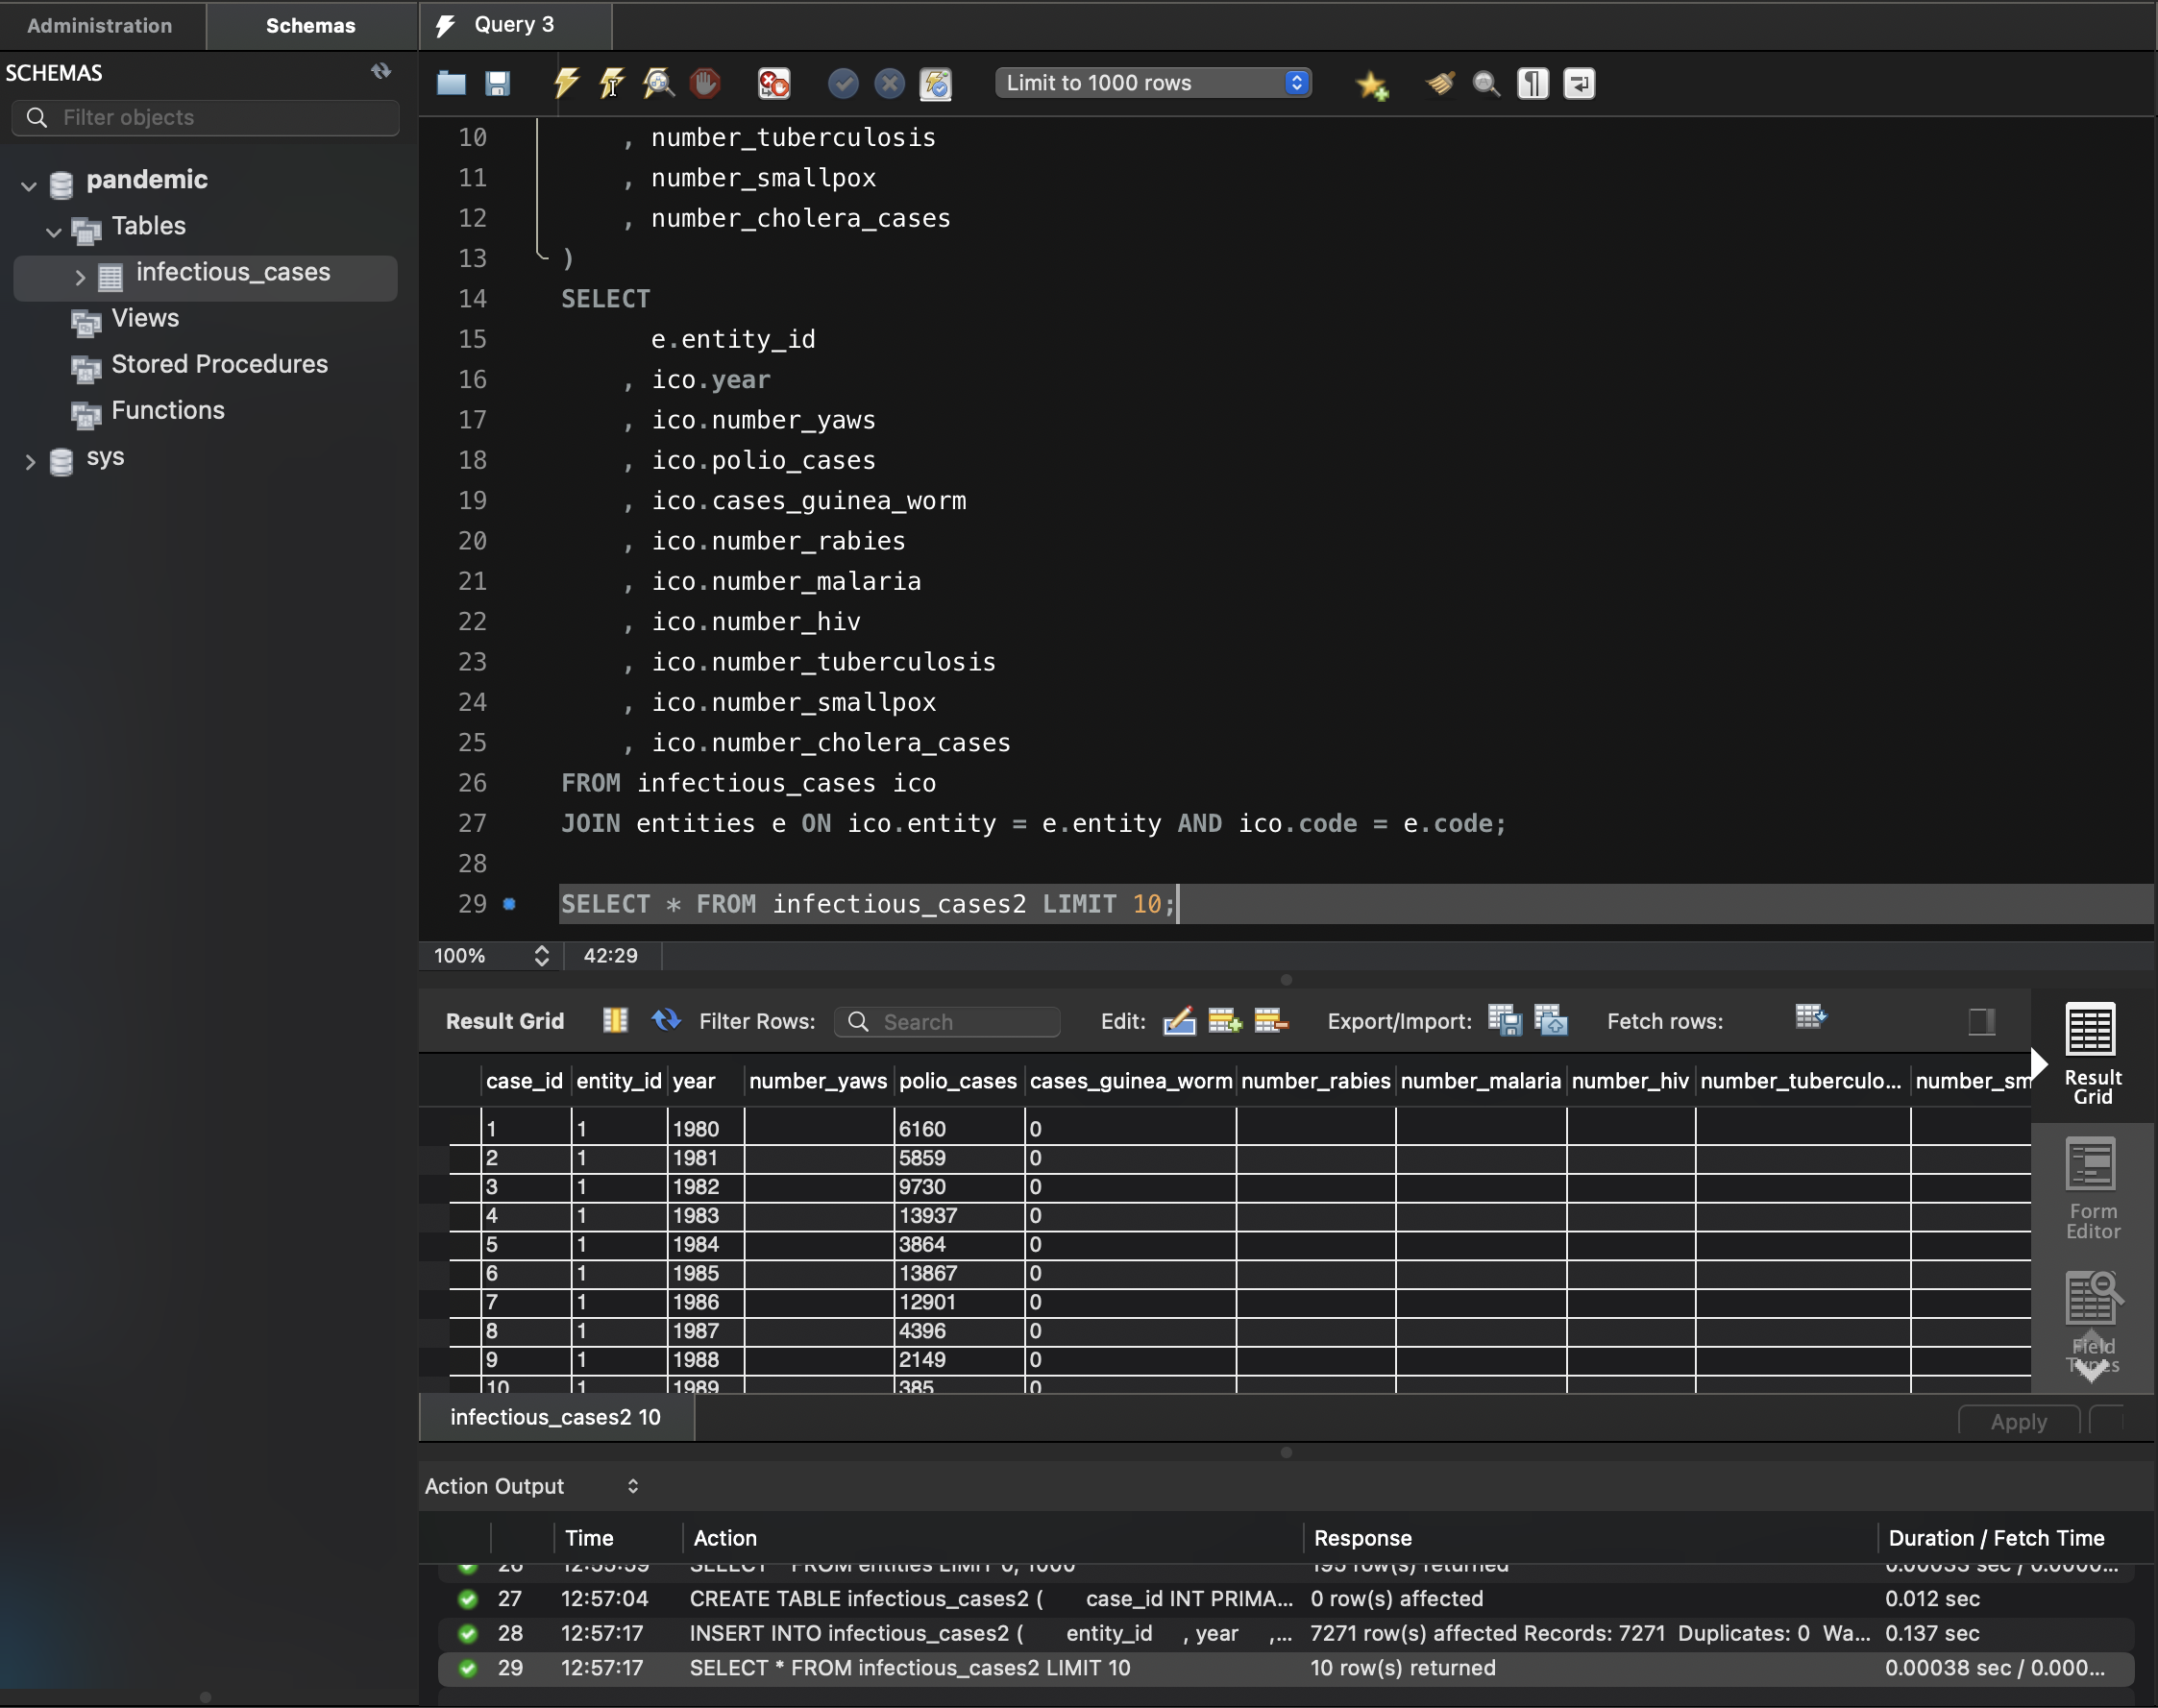 Administration
Schemas
Query 3
SCHEMAS
Filter objects
pandemic
Tables
infectious_cases
Views
Stored Procedures
Functions
sys
Limit to 1000 rows
10 , number_tuberculosis
11 , number_smallpox
12 , number_cholera_cases
13 )
14 SELECT
15 e.entity_id
16 , ico.year
17 , ico.number_yaws
18 , ico.polio_cases
19 , ico.cases_guinea_worm
20 , ico.number_rabies
21 , ico.number_malaria
22 , ico.number_hiv
23 , ico.number_tuberculosis
24 , ico.number_smallpox
25 , ico.number_cholera_cases
26 FROM infectious_cases ico
27 JOIN entities e ON ico.entity = e.entity AND ico.code = e.code;
28
29 SELECT * FROM infectious_cases2 LIMIT 10;
100% 42:29
Result Grid Filter Rows: Search Edit: Export/Import: Fetch rows:
case_id entity_id year number_yaws polio_cases cases_guinea_worm number_rabies number_malaria number_hiv number_tuberculo... number_sm
1 1 1980 6160 0
2 1 1981 5859 0
3 1 1982 9730 0
4 1 1983 13937 0
5 1 1984 3864 0
6 1 1985 13867 0
7 1 1986 12901 0
8 1 1987 4396 0
9 1 1988 2149 0
10 1 1989 385 0
Result
Grid
Form
Editor
Field
Types
infectious_cases2 10
Apply
Action Output
Time Action Response Duration / Fetch Time
26 12:55:59 SELECT * FROM entities LIMIT 0, 1000 195 row(s) returned 0.00035 sec / 0.0000...
27 12:57:04 CREATE TABLE infectious_cases2 ( case_id INT PRIMA... 0 row(s) affected 0.012 sec
28 12:57:17 INSERT INTO infectious_cases2 ( entity_id , year ,... 7271 row(s) affected Records: 7271 Duplicates: 0 Wa... 0.137 sec
29 12:57:17 SELECT * FROM infectious_cases2 LIMIT 10 10 row(s) returned 0.00038 sec / 0.000...